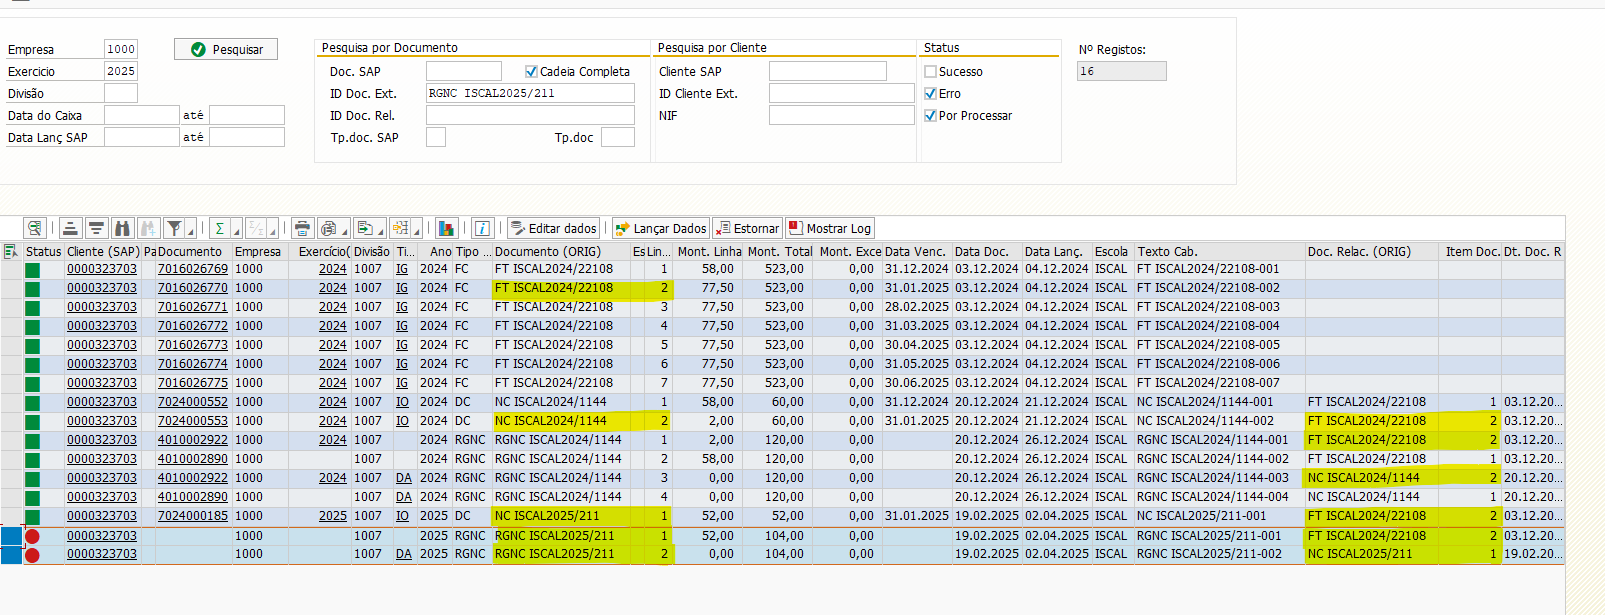 Empresa 1000 Pesquisar Pesquisa por Documento Pesquisa por Cliente Status Nº Registos:
Exercicio 2025 Doc. SAP Cadeia Completa Cliente SAP Sucesso 16
Divisão ID Doc. Ext. RGNC ISCAL2025/211 ID Cliente Ext. Erro
Data do Caixa até ID Doc. Rel. NIF Por Processar
Data Lanç SAP até Tp.doc. SAP Tp.doc
Editar dados Lançar Dados Estornar Mostrar Log
Status Cliente (SAP) Pa Documento Empresa Exercício( Divisão Ti... Ano Tipo ... Documento (ORIG) Es Lin... Mont. Linha Mont. Total Mont. Exce Data Venc. Data Doc. Data Lanç. Escola Texto Cab. Doc. Relac. (ORIG) Item Doc. Dt. Doc. R
0000323703 7016026769 1000 2024 1007 IG 2024 FC FT ISCAL2024/22108 1 58,00 523,00 0,00 31.12.2024 03.12.2024 04.12.2024 ISCAL FT ISCAL2024/22108-001
0000323703 7016026770 1000 2024 1007 IG 2024 FC FT ISCAL2024/22108 2 77,50 523,00 0,00 31.01.2025 03.12.2024 04.12.2024 ISCAL FT ISCAL2024/22108-002
0000323703 7016026771 1000 2024 1007 IG 2024 FC FT ISCAL2024/22108 3 77,50 523,00 0,00 28.02.2025 03.12.2024 04.12.2024 ISCAL FT ISCAL2024/22108-003
0000323703 7016026772 1000 2024 1007 IG 2024 FC FT ISCAL2024/22108 4 77,50 523,00 0,00 31.03.2025 03.12.2024 04.12.2024 ISCAL FT ISCAL2024/22108-004
0000323703 7016026773 1000 2024 1007 IG 2024 FC FT ISCAL2024/22108 5 77,50 523,00 0,00 30.04.2025 03.12.2024 04.12.2024 ISCAL FT ISCAL2024/22108-005
0000323703 7016026774 1000 2024 1007 IG 2024 FC FT ISCAL2024/22108 6 77,50 523,00 0,00 31.05.2025 03.12.2024 04.12.2024 ISCAL FT ISCAL2024/22108-006
0000323703 7016026775 1000 2024 1007 IG 2024 FC FT ISCAL2024/22108 7 77,50 523,00 0,00 30.06.2025 03.12.2024 04.12.2024 ISCAL FT ISCAL2024/22108-007
0000323703 7024000552 1000 2024 1007 IO 2024 DC NC ISCAL2024/1144 1 58,00 60,00 0,00 31.12.2024 20.12.2024 21.12.2024 ISCAL NC ISCAL2024/1144-001 FT ISCAL2024/22108 1 03.12.20...
0000323703 7024000553 1000 2024 1007 IO 2024 DC NC ISCAL2024/1144 2 2,00 60,00 0,00 31.01.2025 20.12.2024 21.12.2024 ISCAL NC ISCAL2024/1144-002 FT ISCAL2024/22108 2 03.12.20...
0000323703 4010002922 1000 2024 1007 2024 RGNC RGNC ISCAL2024/1144 1 2,00 120,00 0,00 20.12.2024 26.12.2024 ISCAL RGNC ISCAL2024/1144-001 FT ISCAL2024/22108 2 03.12.20...
0000323703 4010002890 1000 1007 2024 RGNC RGNC ISCAL2024/1144 2 58,00 120,00 0,00 20.12.2024 26.12.2024 ISCAL RGNC ISCAL2024/1144-002 FT ISCAL2024/22108 1 03.12.20...
0000323703 4010002922 1000 2024 1007 DA 2024 RGNC RGNC ISCAL2024/1144 3 0,00 120,00 0,00 20.12.2024 26.12.2024 ISCAL RGNC ISCAL2024/1144-003 NC ISCAL2024/1144 2 20.12.20...
0000323703 4010002890 1000 1007 DA 2024 RGNC RGNC ISCAL2024/1144 4 0,00 120,00 0,00 20.12.2024 26.12.2024 ISCAL RGNC ISCAL2024/1144-004 NC ISCAL2024/1144 1 20.12.20...
0000323703 7024000185 1000 2025 1007 IO 2025 DC NC ISCAL2025/211 1 52,00 52,00 0,00 31.01.2025 19.02.2025 02.04.2025 ISCAL NC ISCAL2025/211-001 FT ISCAL2024/22108 2 03.12.20...
0000323703 1000 1007 2025 RGNC RGNC ISCAL2025/211 1 52,00 104,00 0,00 19.02.2025 02.04.2025 ISCAL RGNC ISCAL2025/211-001 FT ISCAL2024/22108 2 03.12.20...
0000323703 1000 1007 DA 2025 RGNC RGNC ISCAL2025/211 2 0,00 104,00 0,00 19.02.2025 02.04.2025 ISCAL RGNC ISCAL2025/211-002 NC ISCAL2025/211 1 19.02.20...